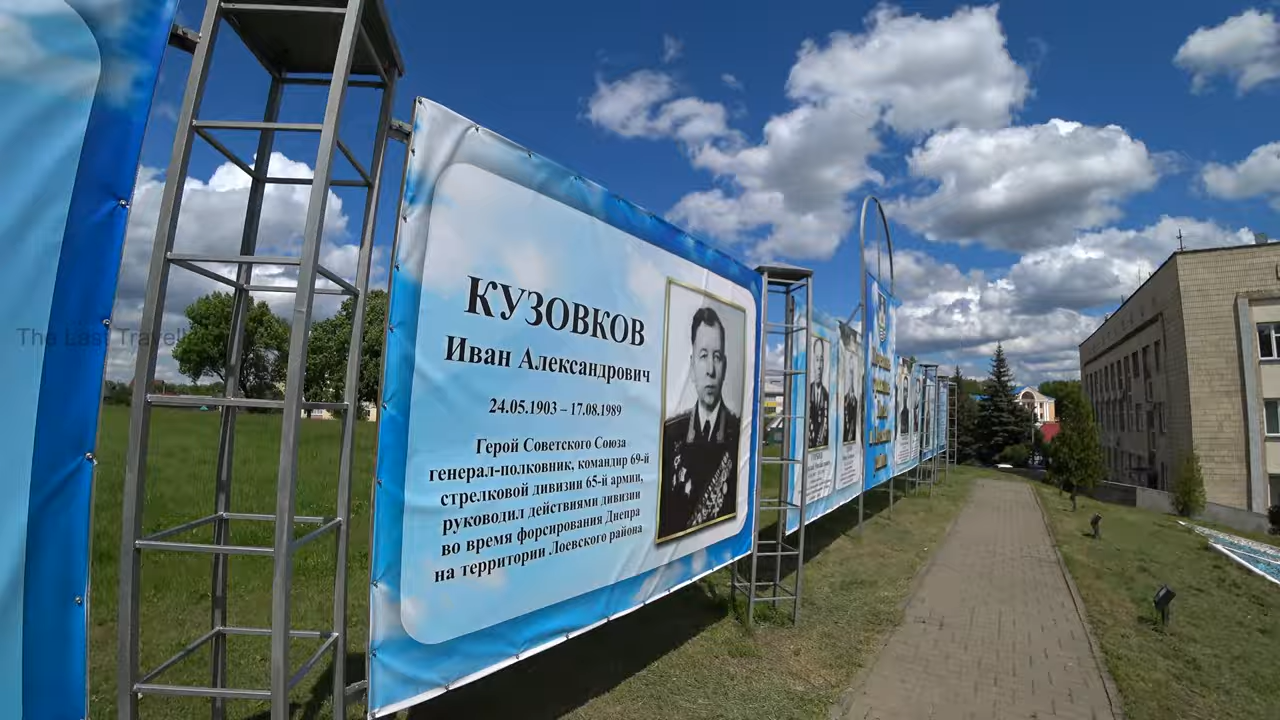 КУЗОВКОВ
Иван Александрович
24.05.1903 – 17.08.1989
Герой Советского Союза
генерал-полковник, командир 69-й
стрелковой дивизии 65-й армии,
руководил действиями дивизии
во время форсирования Днепра
на территории Лоевского района
The Last Travel